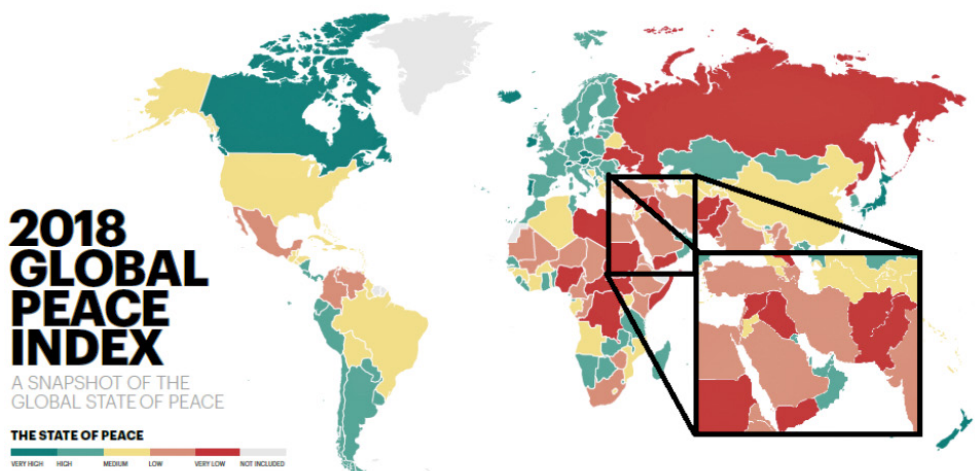 2018
GLOBAL
PEACE
INDEX
A SNAPSHOT OF THE
GLOBAL STATE OF PEACE
THE STATE OF PEACE
VERY HIGH HIGH MEDIUM LOW VERY LOW NOT INCLUDED